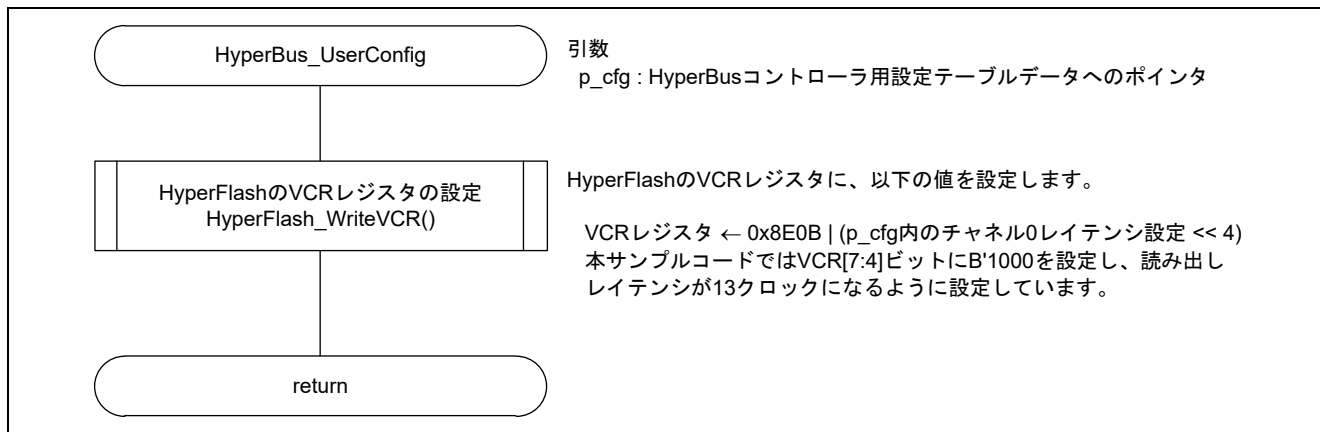 HyperBus_UserConfig
引数
p_cfg : HyperBusコントローラ用設定テーブルデータへのポインタ
HyperFlashのVCRレジスタの設定
HyperFlash_WriteVCR()
HyperFlashのVCRレジスタに、以下の値を設定します。
VCRレジスタ ← 0x8E0B | (p_cfg内のチャネル0レイテンシ設定 << 4)
本サンプルコードではVCR[7:4]ビットにB'1000を設定し、読み出し
レイテンシが13クロックになるように設定しています。
return